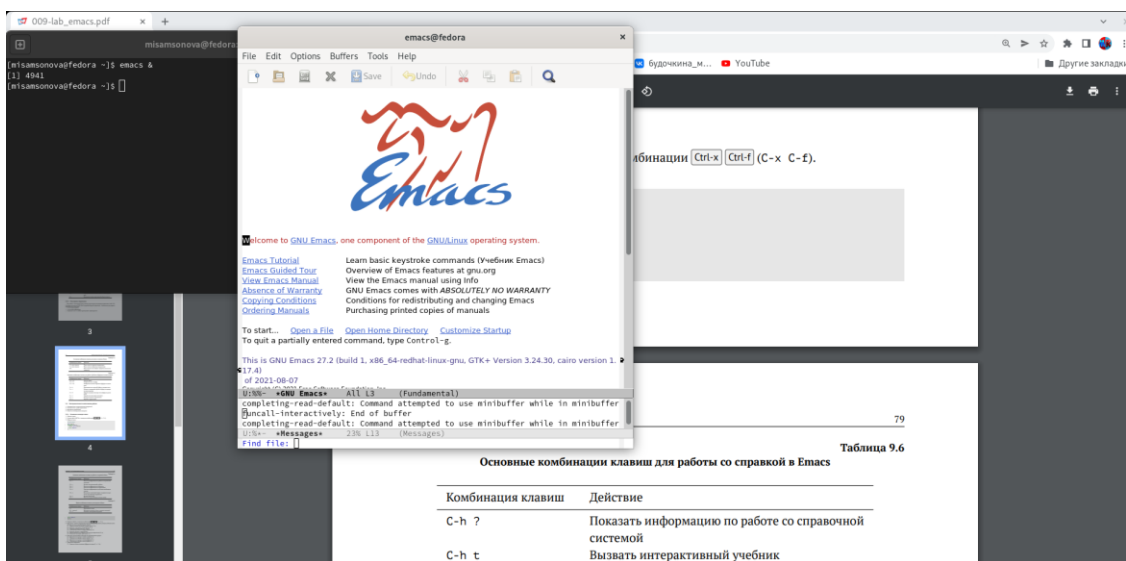 009-lab_emacs.pdf
misamsonova@fedora
[misamsonova@fedora ~]$ emacs &
[1] 4941
[misamsonova@fedora ~]$
emacs@fedora
File Edit Options Buffers Tools Help
Save Undo
Emacs
Welcome to GNU Emacs, one component of the GNU/Linux operating system.
Emacs Tutorial Learn basic keystroke commands (Учебник Emacs)
Emacs Guided Tour Overview of Emacs features at gnu.org
View Emacs Manual View the Emacs manual using Info
Absence of Warranty GNU Emacs comes with ABSOLUTELY NO WARRANTY
Copying Conditions Conditions for redistributing and changing Emacs
Ordering Manuals Purchasing printed copies of manuals
To start... Open a File Open Home Directory Customize Startup
To quit a partially entered command, type Control-g.
This is GNU Emacs 27.2 (build 1, x86_64-redhat-linux-gnu, GTK+ Version 3.24.30, cairo version 1.
17.4)
of 2021-08-07
U:%%- *GNU Emacs* All L3 (Fundamental)
completing-read-default: Command attempted to use minibuffer while in minibuffer
funcall-interactively: End of buffer
completing-read-default: Command attempted to use minibuffer while in minibuffer
U:%*- *Messages* 23% L13 (Messages)
Find file:
будочкина_м... YouTube
Другие закладки
мбинации Ctrl-x Ctrl-f (C-x C-f).
3
4
79
Таблица 9.6
Основные комбинации клавиш для работы со справкой в Emacs
Комбинация клавиш Действие
C-h ? Показать информацию по работе со справочной
системой
C-h t Вызвать интерактивный учебник